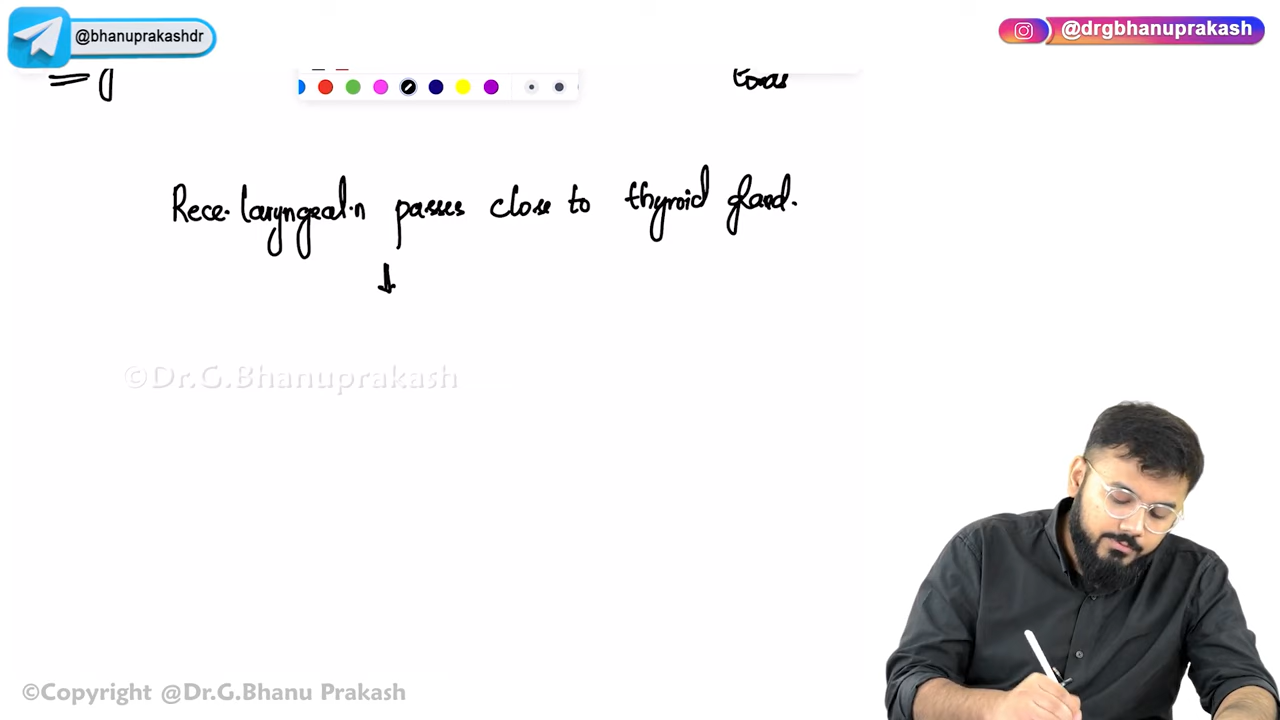 @bhanuprakashdr
@drgbhanuprakash
Rece. laryngeal.n passes close to thyroid gland.
©Dr.G.Bhanuprakash
©Copyright @Dr.G.Bhanu Prakash